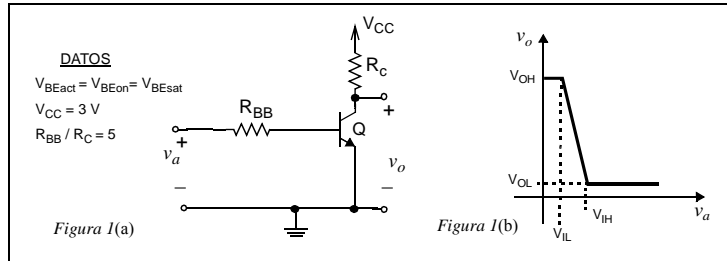 DATOS
V_BEact = V_BEon = V_BEsat
V_CC = 3 V
R_BB / R_C = 5
V_CC
R_c
+
R_BB
Q
+
v_a
v_o
−
−
Figura 1(a)
v_o
V_OH
V_OL
V_IL
V_IH
v_a
Figura 1(b)